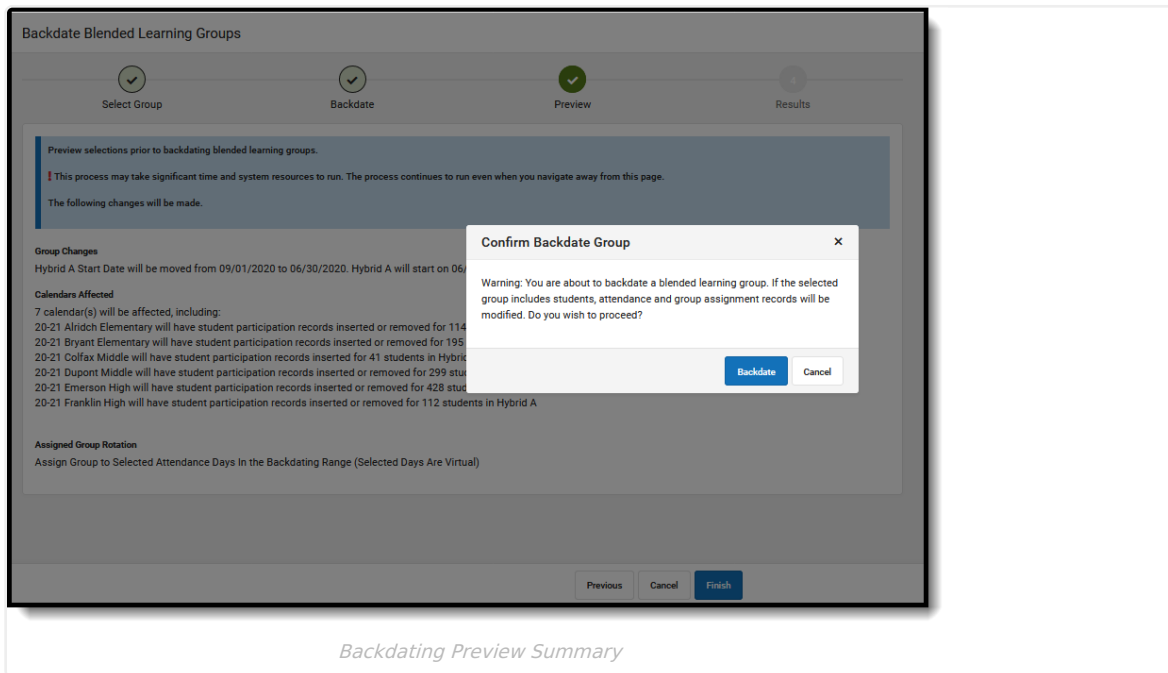 Backdate Blended Learning Groups
Select Group
Backdate
Preview
4
Results
Preview selections prior to backdating blended learning groups.
! This process may take significant time and system resources to run. The process continues to run even when you navigate away from this page.
The following changes will be made.
Group Changes
Hybrid A Start Date will be moved from 09/01/2020 to 06/30/2020. Hybrid A will start on 06/
Calendars Affected
7 calendar(s) will be affected, including:
20-21 Alridch Elementary will have student participation records inserted or removed for 114
20-21 Bryant Elementary will have student participation records inserted or removed for 195
20-21 Colfax Middle will have student participation records inserted for 41 students in Hybric
20-21 Dupont Middle will have student participation records inserted or removed for 299 stuc
20-21 Emerson High will have student participation records inserted or removed for 428 stud
20-21 Franklin High will have student participation records inserted or removed for 112 students in Hybrid A
Assigned Group Rotation
Assign Group to Selected Attendance Days In the Backdating Range (Selected Days Are Virtual)
Confirm Backdate Group
Warning: You are about to backdate a blended learning group. If the selected
group includes students, attendance and group assignment records will be
modified. Do you wish to proceed?
Backdate
Cancel
Previous
Cancel
Finish
Backdating Preview Summary